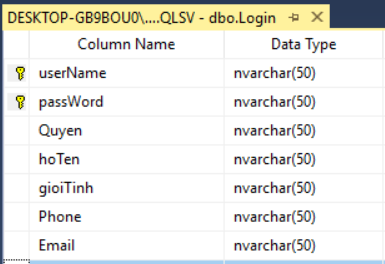 DESKTOP-GB9BOU0\....QLSV - dbo.Login
Column Name Data Type
userName nvarchar(50)
passWord nvarchar(50)
Quyen nvarchar(50)
hoTen nvarchar(50)
gioiTinh nvarchar(50)
Phone nvarchar(50)
Email nvarchar(50)